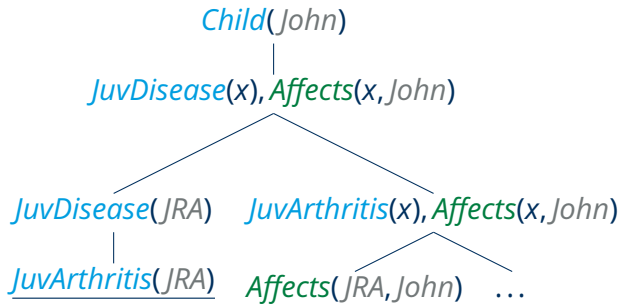 Child(John)
JuvDisease(x), Affects(x, John)
JuvDisease(JRA) JuvArthritis(x), Affects(x, John)
JuvArthritis(JRA) Affects(JRA, John) ...